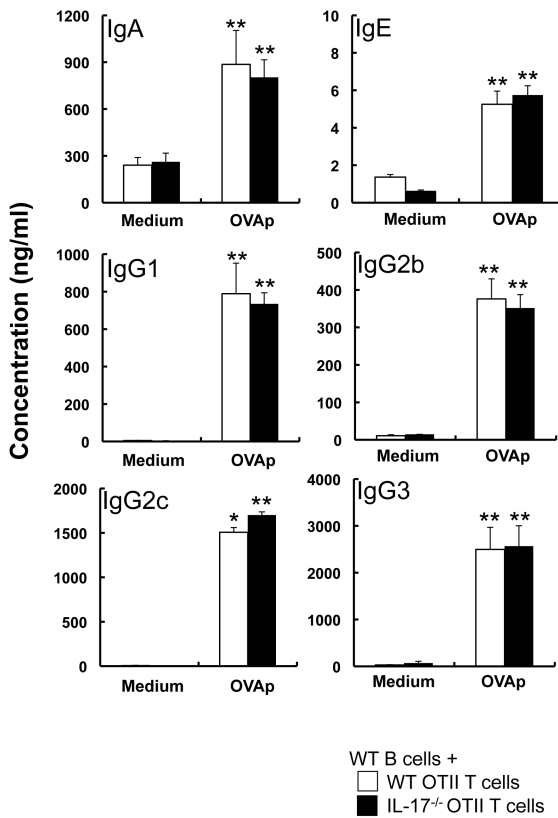 Concentration (ng/ml)
IgA
1200
900
600
300
0
** **
Medium OVAp
IgE
6
4
2
0
** **
Medium OVAp
IgG1
1000
800
600
400
200
0
** **
Medium OVAp
IgG2b
500
400
300
200
100
0
** **
Medium OVAp
IgG2c
2000
1500
1000
500
0
* **
Medium OVAp
IgG3
4000
3000
2000
1000
0
** **
Medium OVAp
WT B cells +
WT OTII T cells
IL-17-/- OTII T cells